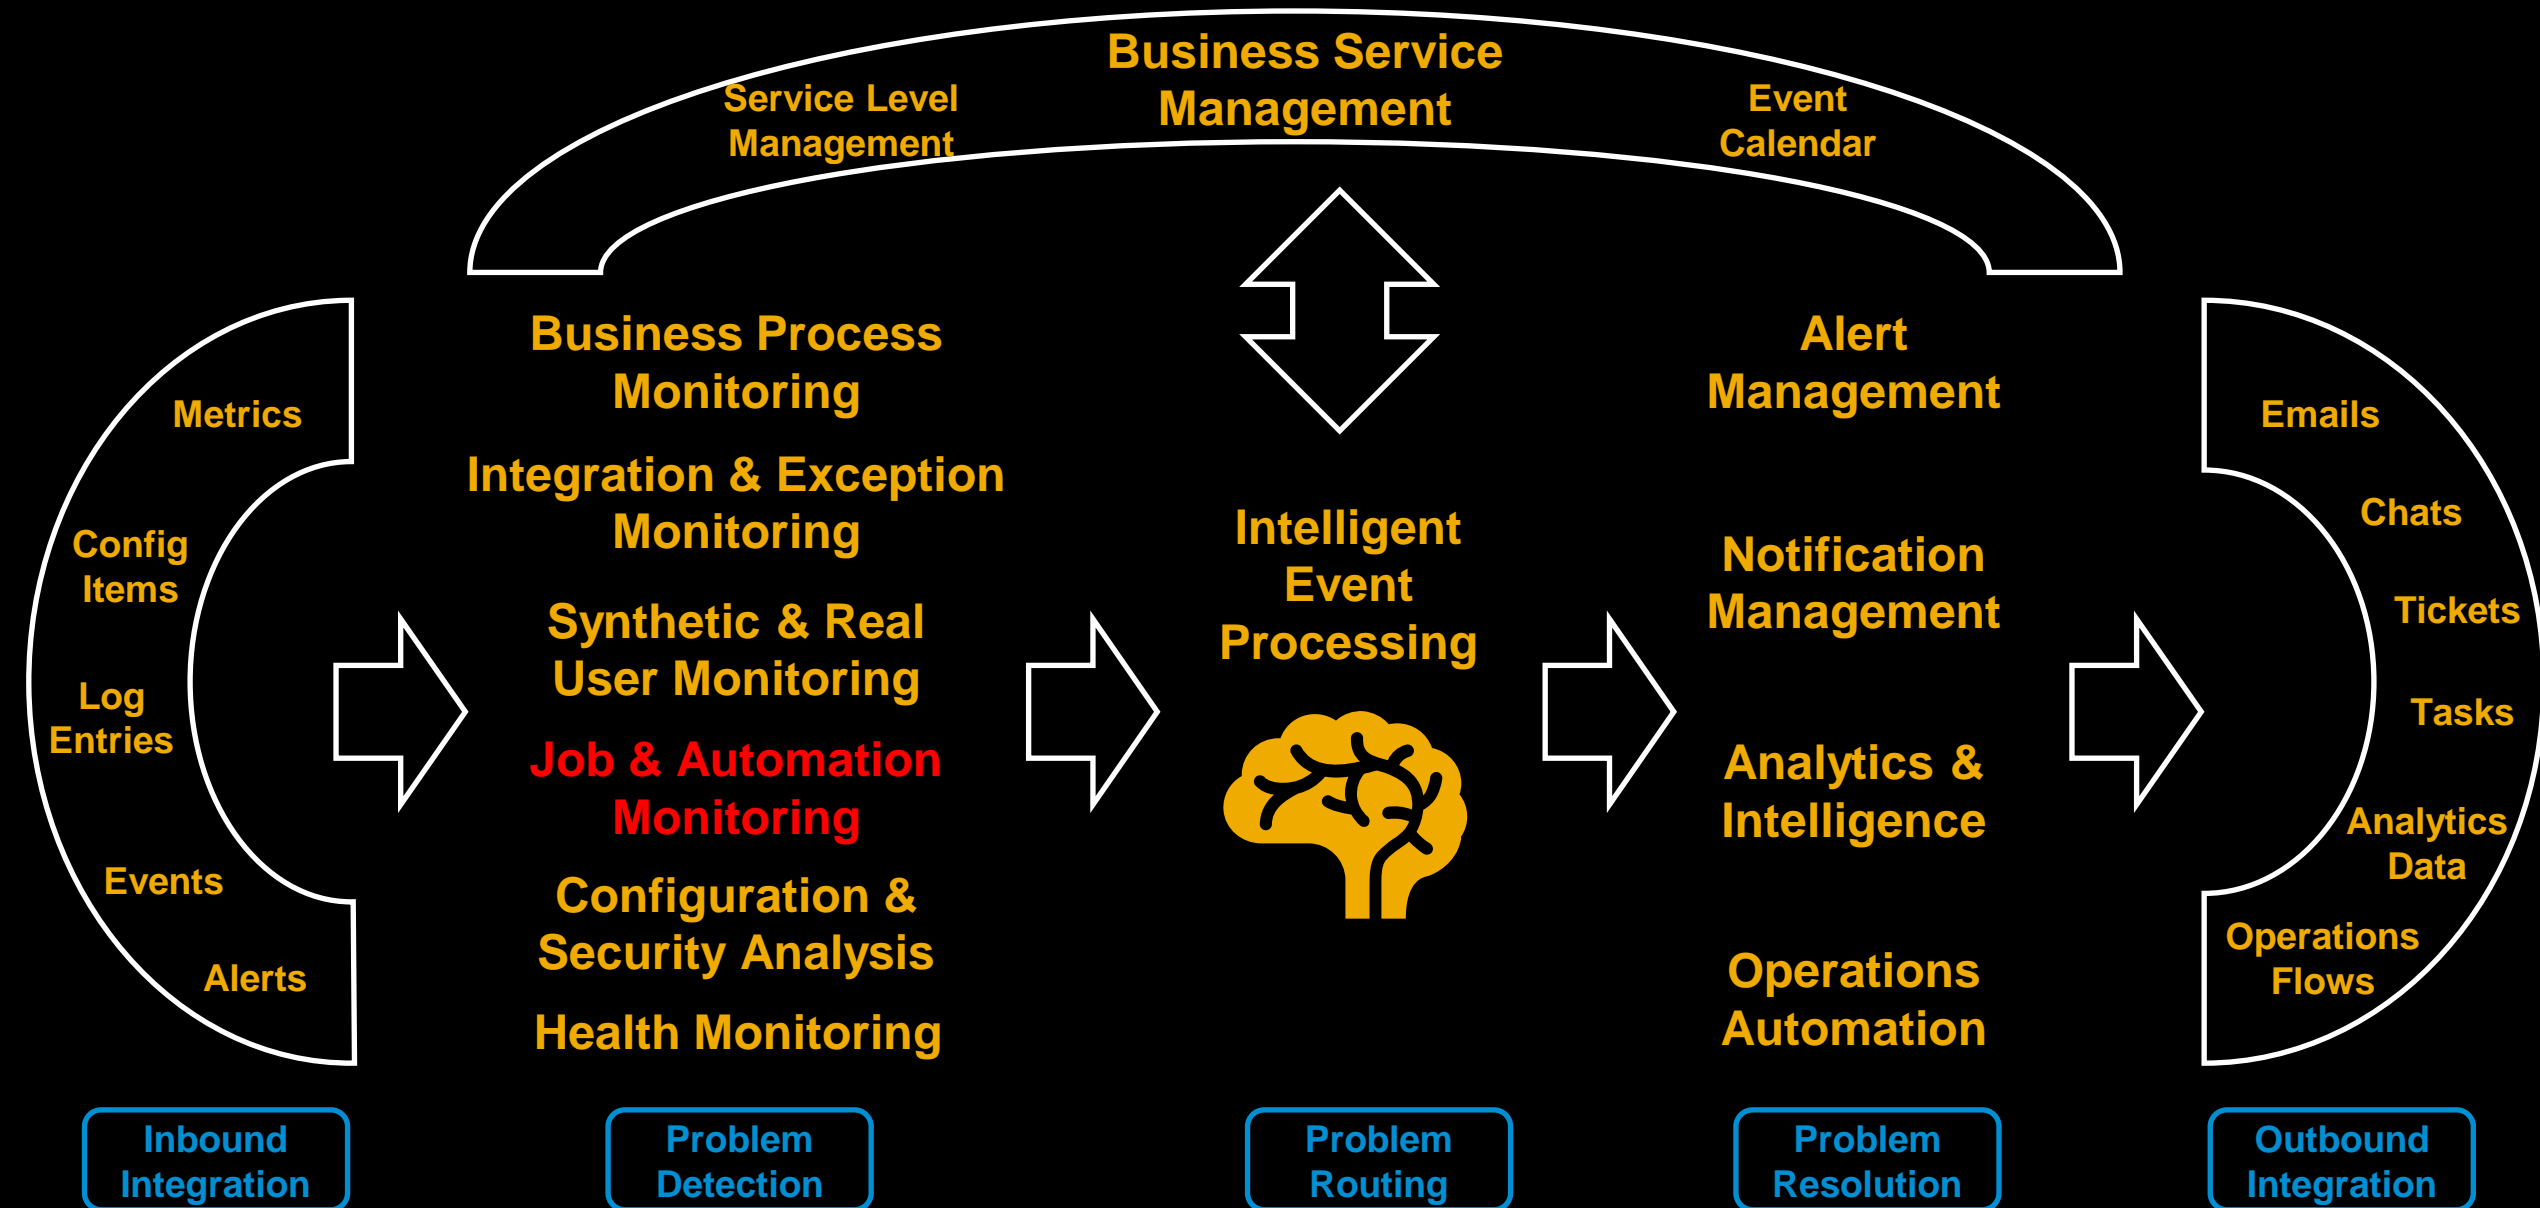 Business Service
Management
Service Level
Management
Event
Calendar
Metrics
Config
Items
Log
Entries
Events
Alerts
Business Process
Monitoring
Integration & Exception
Monitoring
Synthetic & Real
User Monitoring
Job & Automation
Monitoring
Configuration &
Security Analysis
Health Monitoring
Intelligent
Event
Processing
Alert
Management
Notification
Management
Analytics &
Intelligence
Operations
Automation
Emails
Chats
Tickets
Tasks
Analytics
Data
Operations
Flows
Inbound
Integration
Problem
Detection
Problem
Routing
Problem
Resolution
Outbound
Integration